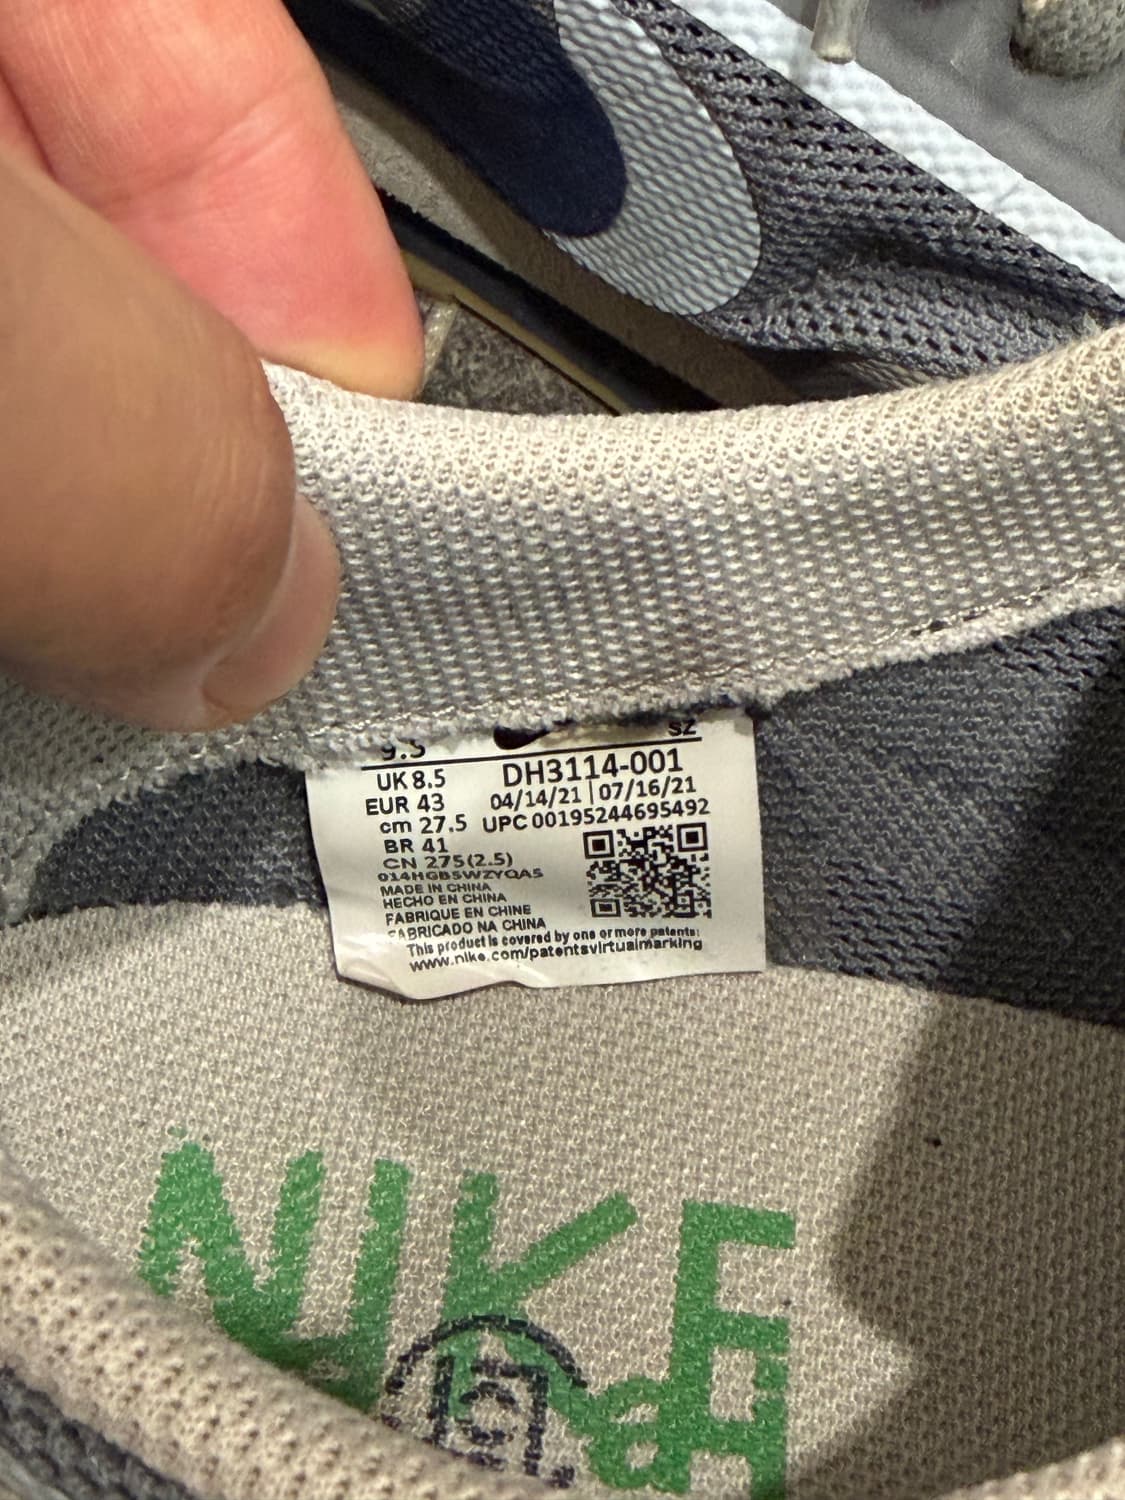 9.5 SZ
UK 8.5 DH3114-001
EUR 43 04/14/21 | 07/16/21
cm 27.5 UPC 00195244695492
BR 41
CN 275(2.5)
014HGB5WZYQA5
MADE IN CHINA
HECHO EN CHINA
FABRIQUE EN CHINE
FABRICADO NA CHINA
This product is covered by one or more patents:
www.nike.com/patentsvirtualmarking
NIKE